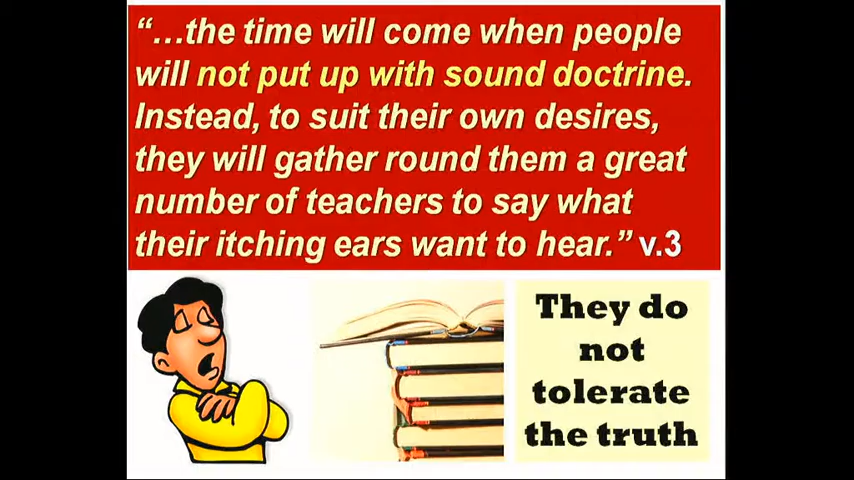 “...the time will come when people
will not put up with sound doctrine.
Instead, to suit their own desires,
they will gather round them a great
number of teachers to say what
their itching ears want to hear.” v.3
They do
not
tolerate
the truth